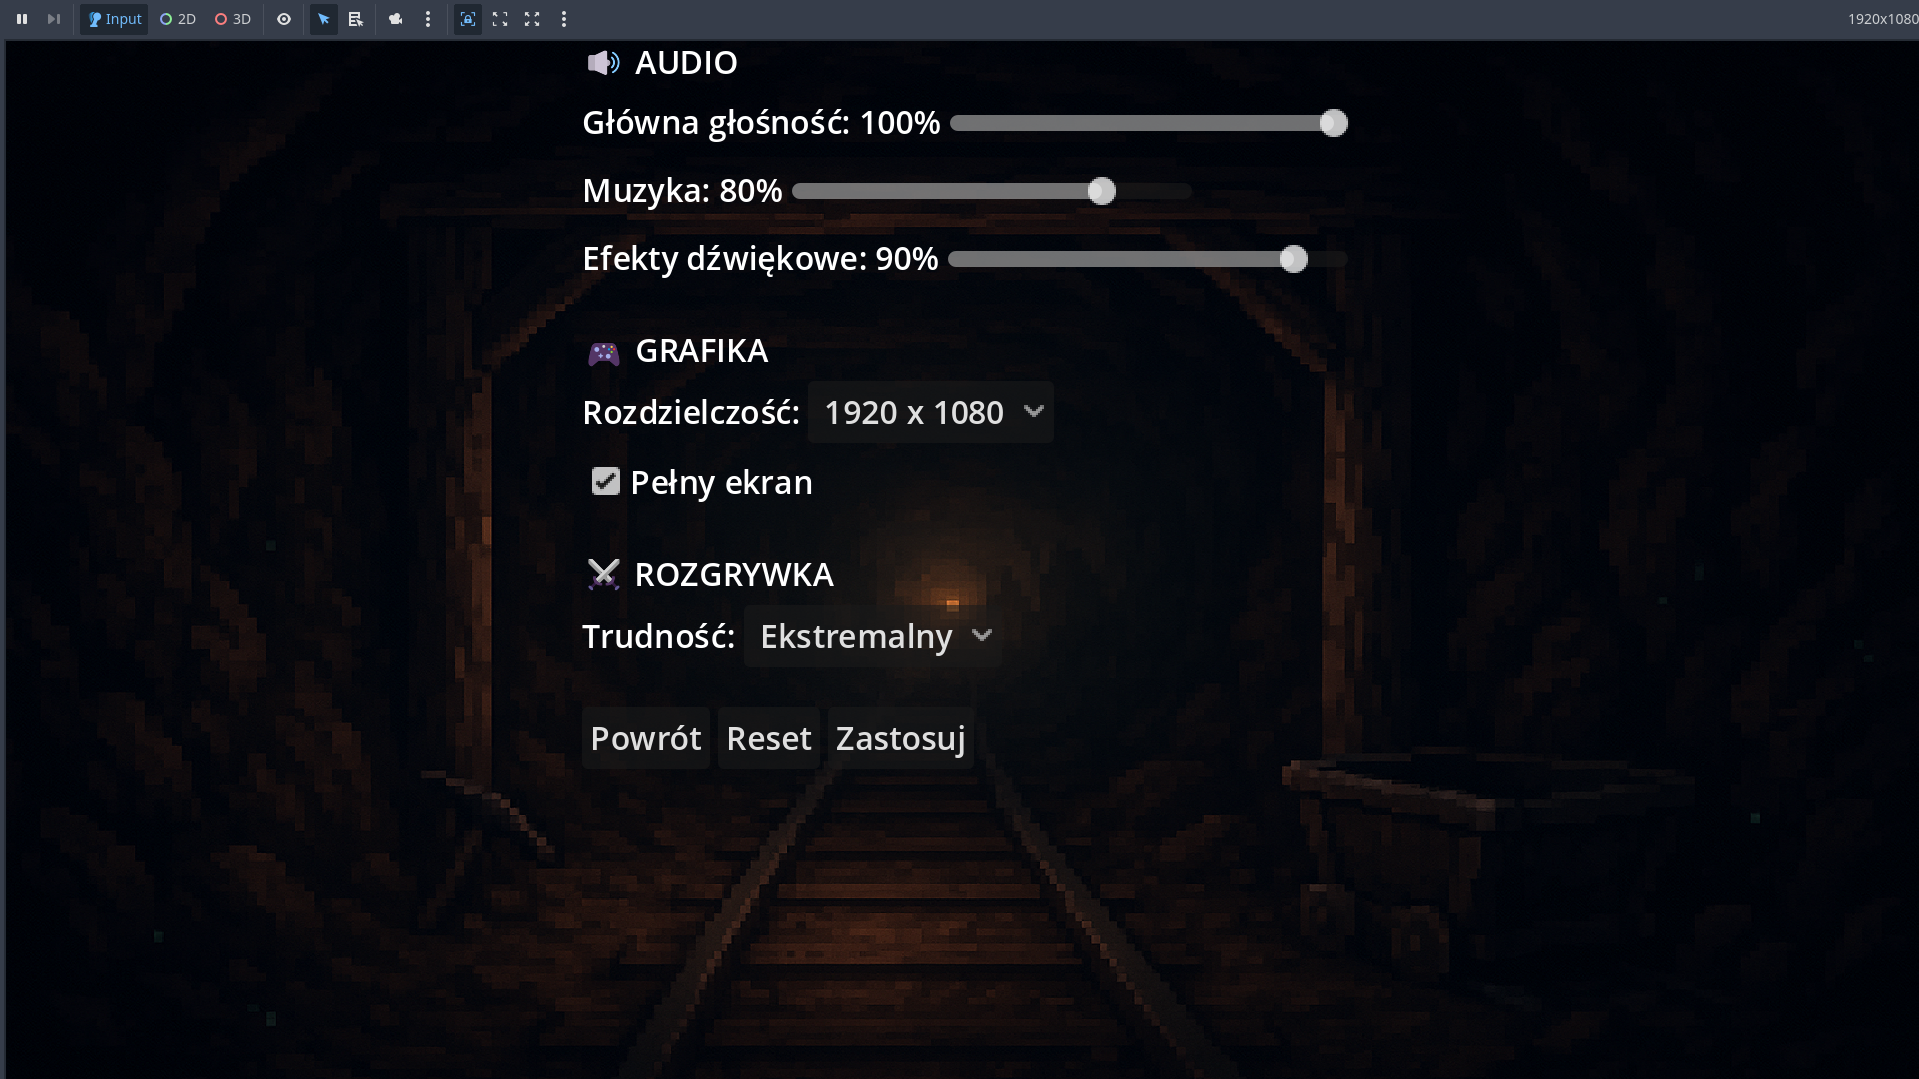 Input 2D 3D 1920x1080
AUDIO
Główna głośność: 100%
Muzyka: 80%
Efekty dźwiękowe: 90%
GRAFIKA
Rozdzielczość: 1920 x 1080
Pełny ekran
ROZGRYWKA
Trudność: Ekstremalny
Powrót Reset Zastosuj